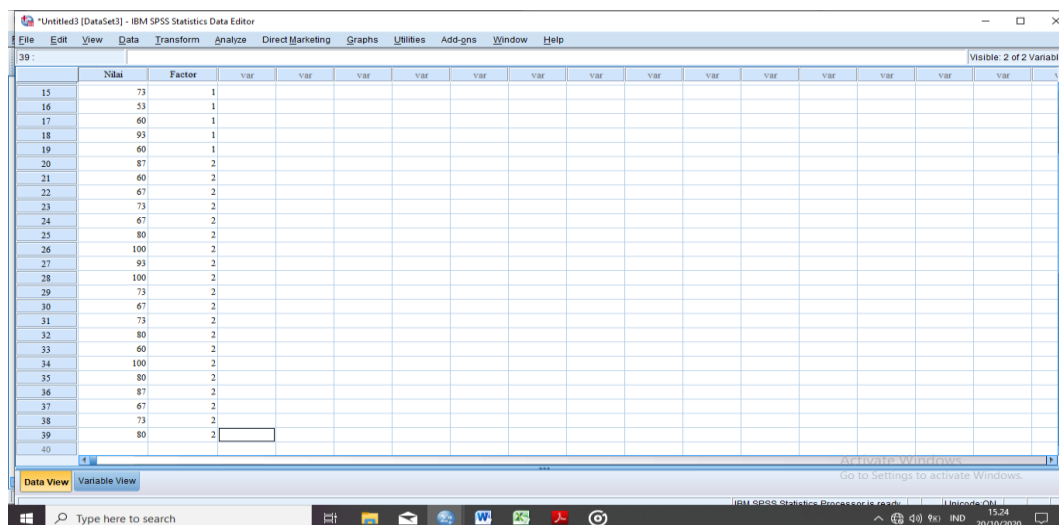 *Untitled3 [DataSet3] - IBM SPSS Statistics Data Editor
File Edit View Data Transform Analyze Direct Marketing Graphs Utilities Add-ons Window Help
39 : Visible: 2 of 2 Variabl
Nilai Factor var var var var var var var var var var var var var var
15 73 1
16 53 1
17 60 1
18 93 1
19 60 1
20 87 2
21 60 2
22 67 2
23 73 2
24 67 2
25 80 2
26 100 2
27 93 2
28 100 2
29 73 2
30 67 2
31 73 2
32 80 2
33 60 2
34 100 2
35 80 2
36 87 2
37 67 2
38 73 2
39 80 2
40
Activate Windows
Go to Settings to activate Windows.
Data View Variable View
IBM SPSS Statistics Processor is ready Unicode:ON
Type here to search IND 15.24
20/10/2020